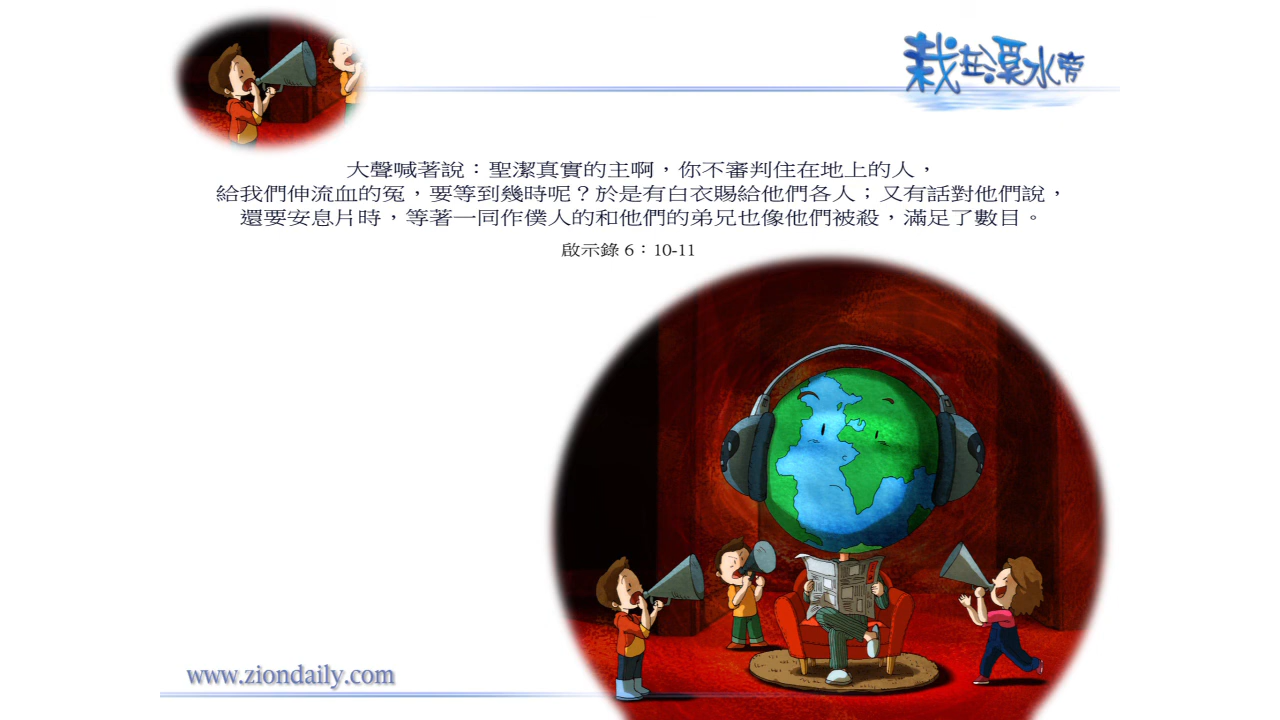 栽在溪水旁
大聲喊著說：聖潔真實的主啊，你不審判住在地上的人，
給我們伸流血的冤，要等到幾時呢？於是有白衣賜給他們各人；又有話對他們說，
還要安息片時，等著一同作僕人的和他們的弟兄也像他們被殺，滿足了數目。
啟示錄 6：10-11
www.ziondaily.com